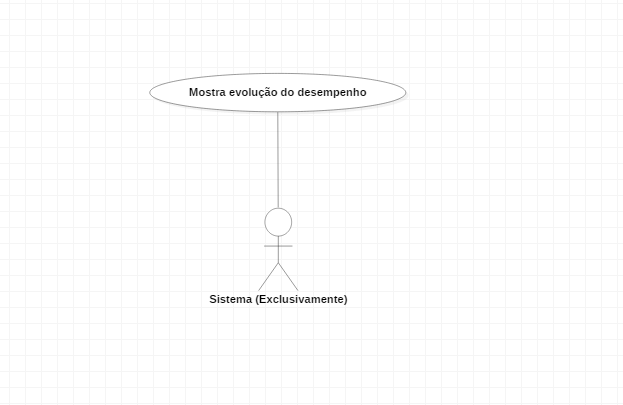 Mostra evolução do desempenho
Sistema (Exclusivamente)